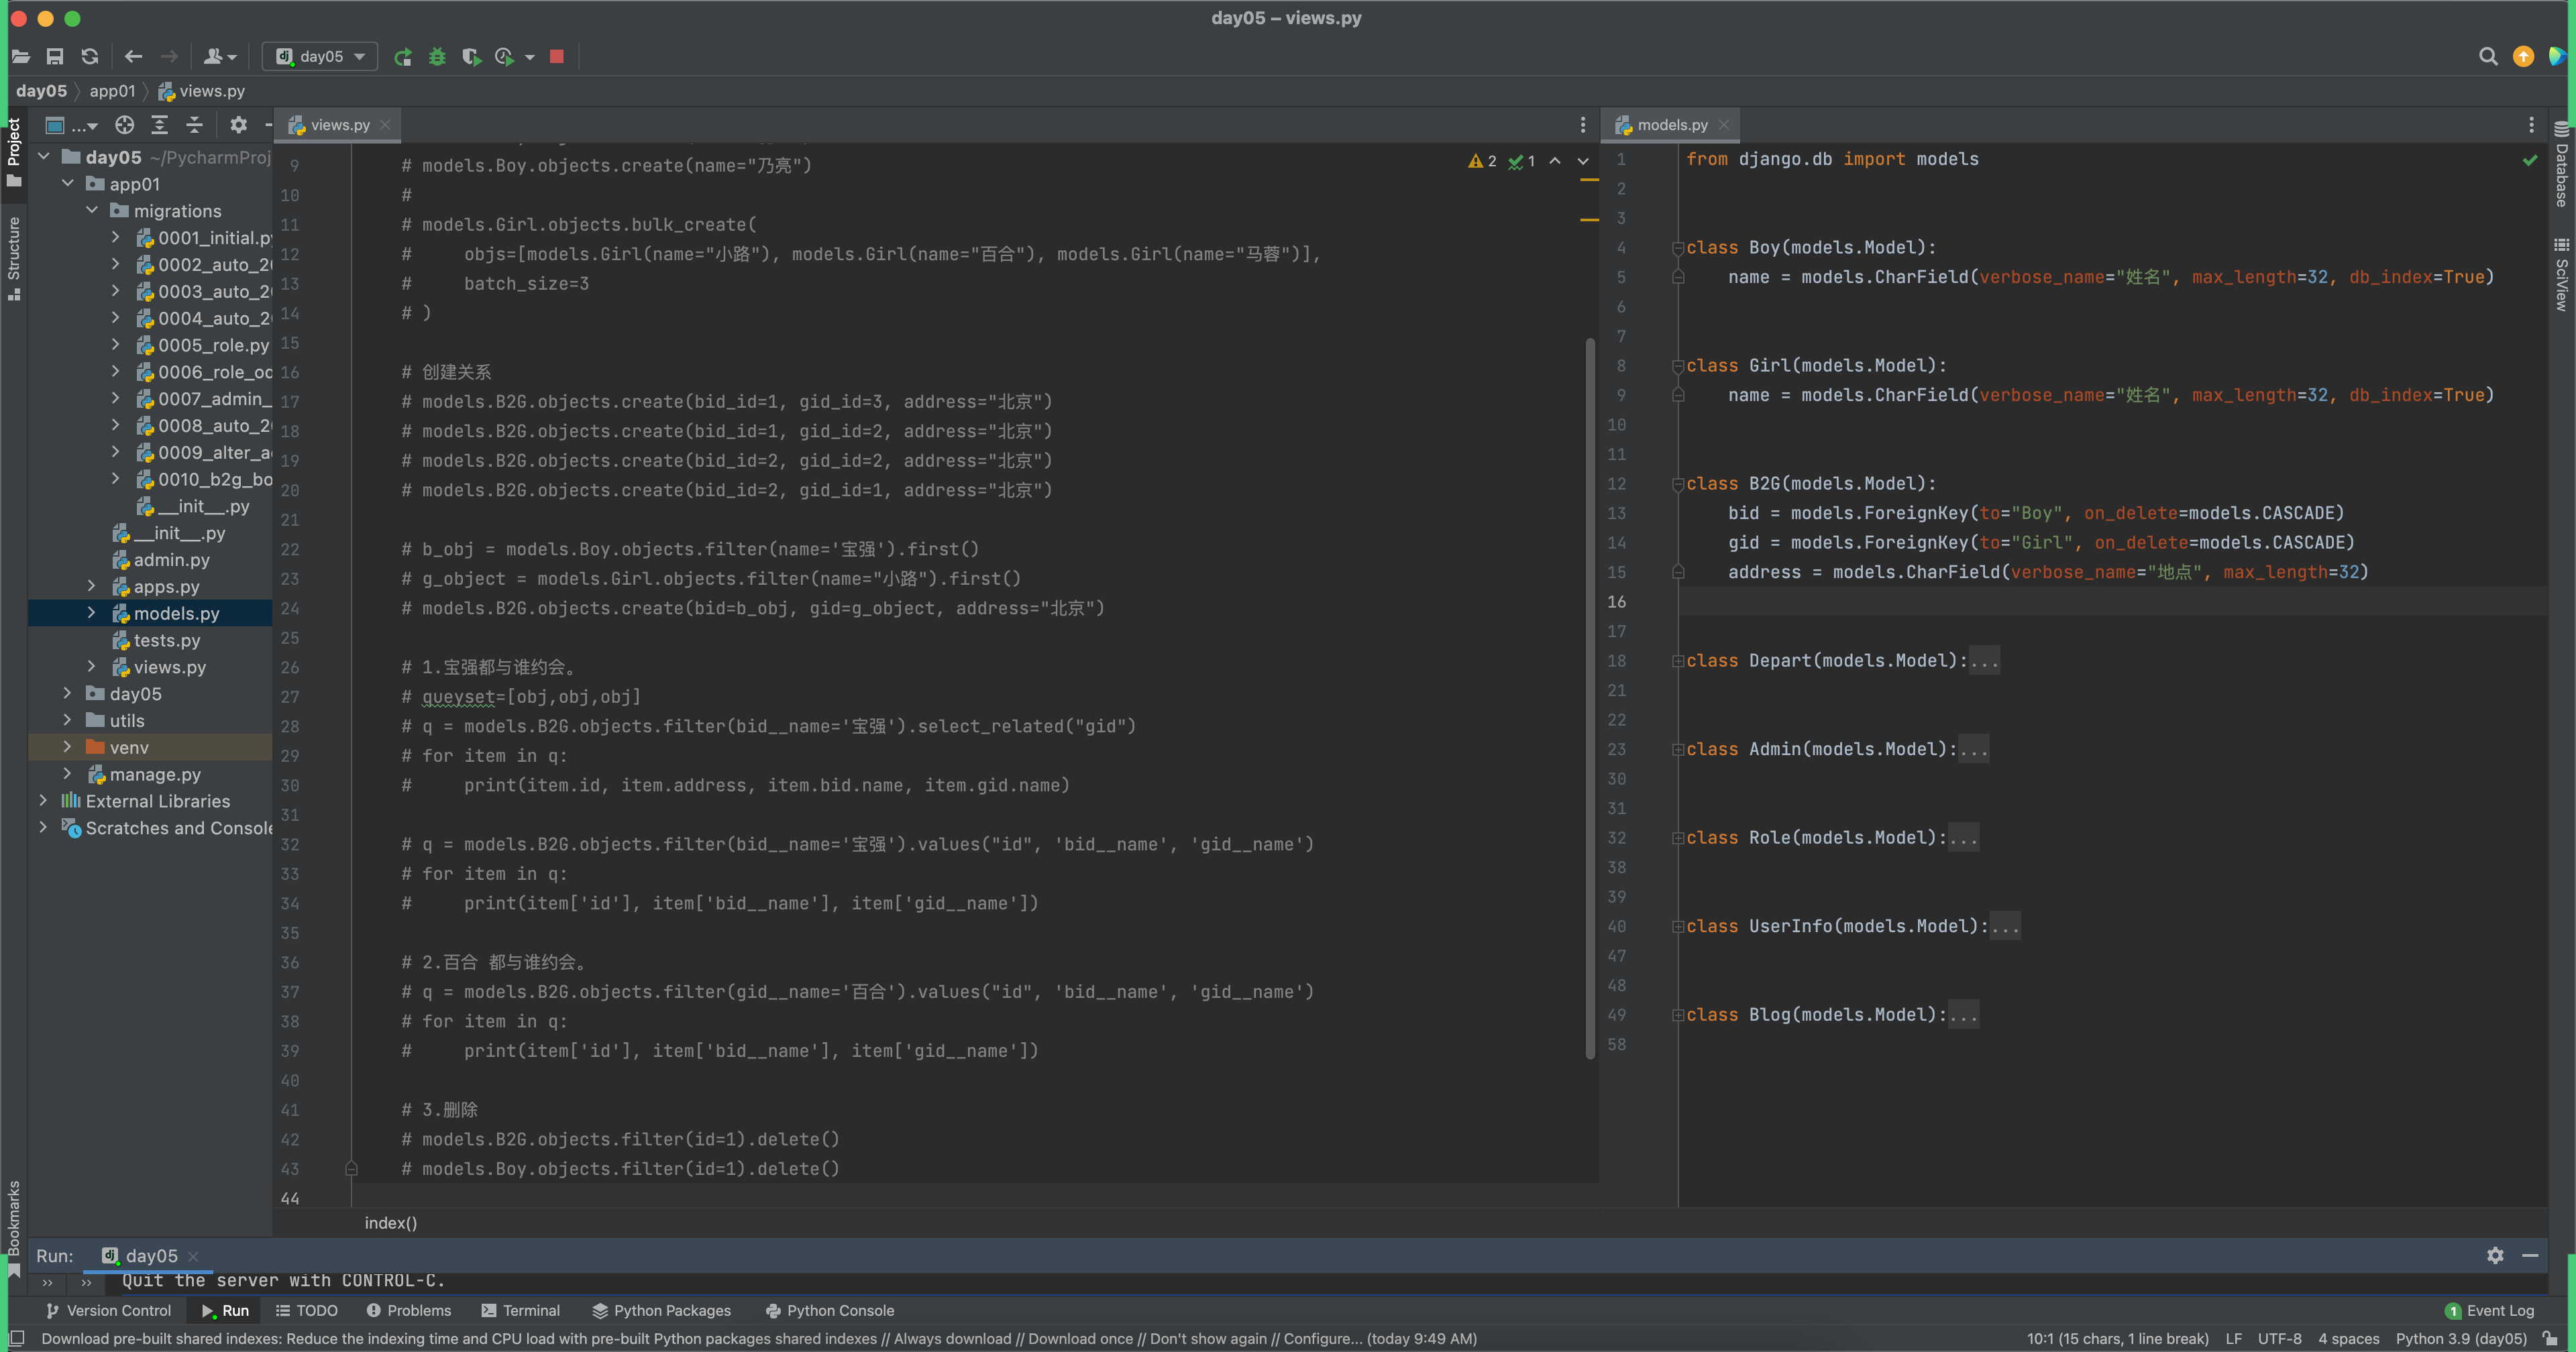 day05 – views.py
day05
day05 app01 views.py
Project
Structure
Bookmarks
...
day05 ~/PycharmProj
app01
migrations
0001_initial.py
0002_auto_20
0003_auto_20
0004_auto_20
0005_role.py
0006_role_od
0007_admin_
0008_auto_20
0009_alter_ad
0010_b2g_bo
__init__.py
__init__.py
admin.py
apps.py
models.py
tests.py
views.py
day05
utils
venv
manage.py
External Libraries
Scratches and Console
views.py
2 1
9 # models.Boy.objects.create(name="乃亮")
10 #
11 # models.Girl.objects.bulk_create(
12 #     objs=[models.Girl(name="小路"), models.Girl(name="百合"), models.Girl(name="马蓉")],
13 #     batch_size=3
14 # )
15
16 # 创建关系
17 # models.B2G.objects.create(bid_id=1, gid_id=3, address="北京")
18 # models.B2G.objects.create(bid_id=1, gid_id=2, address="北京")
19 # models.B2G.objects.create(bid_id=2, gid_id=2, address="北京")
20 # models.B2G.objects.create(bid_id=2, gid_id=1, address="北京")
21
22 # b_obj = models.Boy.objects.filter(name='宝强').first()
23 # g_object = models.Girl.objects.filter(name="小路").first()
24 # models.B2G.objects.create(bid=b_obj, gid=g_object, address="北京")
25
26 # 1.宝强都与谁约会。
27 # queyset=[obj,obj,obj]
28 # q = models.B2G.objects.filter(bid__name='宝强').select_related("gid")
29 # for item in q:
30 #     print(item.id, item.address, item.bid.name, item.gid.name)
31
32 # q = models.B2G.objects.filter(bid__name='宝强').values("id", 'bid__name', 'gid__name')
33 # for item in q:
34 #     print(item['id'], item['bid__name'], item['gid__name'])
35
36 # 2.百合 都与谁约会。
37 # q = models.B2G.objects.filter(gid__name='百合').values("id", 'bid__name', 'gid__name')
38 # for item in q:
39 #     print(item['id'], item['bid__name'], item['gid__name'])
40
41 # 3.删除
42 # models.B2G.objects.filter(id=1).delete()
43 # models.Boy.objects.filter(id=1).delete()
44
index()
models.py
1 from django.db import models
2
3
4 class Boy(models.Model):
5     name = models.CharField(verbose_name="姓名", max_length=32, db_index=True)
6
7
8 class Girl(models.Model):
9     name = models.CharField(verbose_name="姓名", max_length=32, db_index=True)
10
11
12 class B2G(models.Model):
13     bid = models.ForeignKey(to="Boy", on_delete=models.CASCADE)
14     gid = models.ForeignKey(to="Girl", on_delete=models.CASCADE)
15     address = models.CharField(verbose_name="地点", max_length=32)
16
17
18 class Depart(models.Model):...
21
22
23 class Admin(models.Model):...
30
31
32 class Role(models.Model):...
38
39
40 class UserInfo(models.Model):...
47
48
49 class Blog(models.Model):...
58
Database
SciView
Run: day05
Quit the server with CONTROL-C.
Version Control Run TODO Problems Terminal Python Packages Python Console 1 Event Log
Download pre-built shared indexes: Reduce the indexing time and CPU load with pre-built Python packages shared indexes // Always download // Download once // Don't show again // Configure... (today 9:49 AM) 10:1 (15 chars, 1 line break) LF UTF-8 4 spaces Python 3.9 (day05)